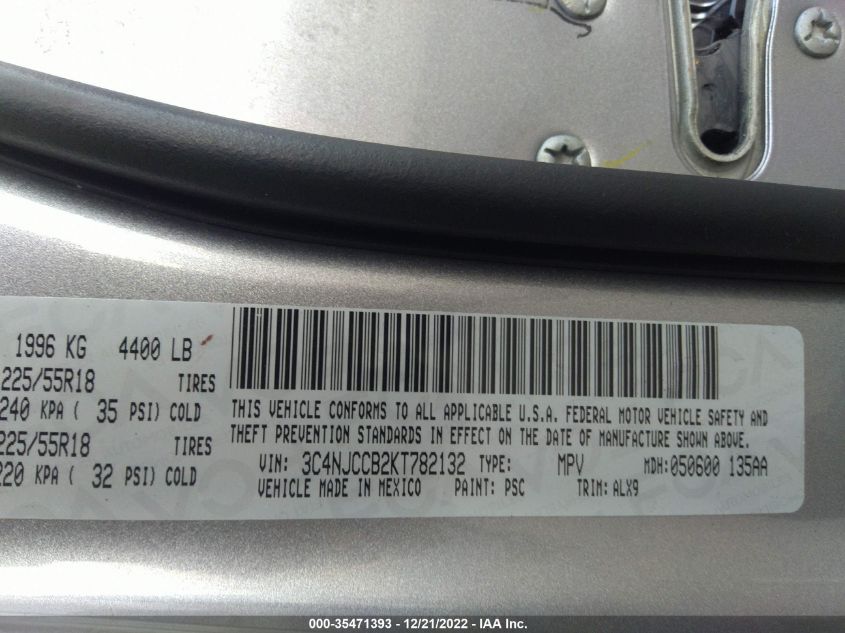 1996 KG 4400 LB
225/55R18 TIRES
240 KPA ( 35 PSI) COLD
225/55R18 TIRES
220 KPA ( 32 PSI) COLD
THIS VEHICLE CONFORMS TO ALL APPLICABLE U.S.A. FEDERAL MOTOR VEHICLE SAFETY AND
THEFT PREVENTION STANDARDS IN EFFECT ON THE DATE OF MANUFACTURE SHOWN ABOVE.
VIN: 3C4NJCCB2KT782132 TYPE: MPV MDH:050600 135AA
VEHICLE MADE IN MEXICO PAINT: PSC TRIM: ALX9
000-35471393 - 12/21/2022 - IAA Inc.